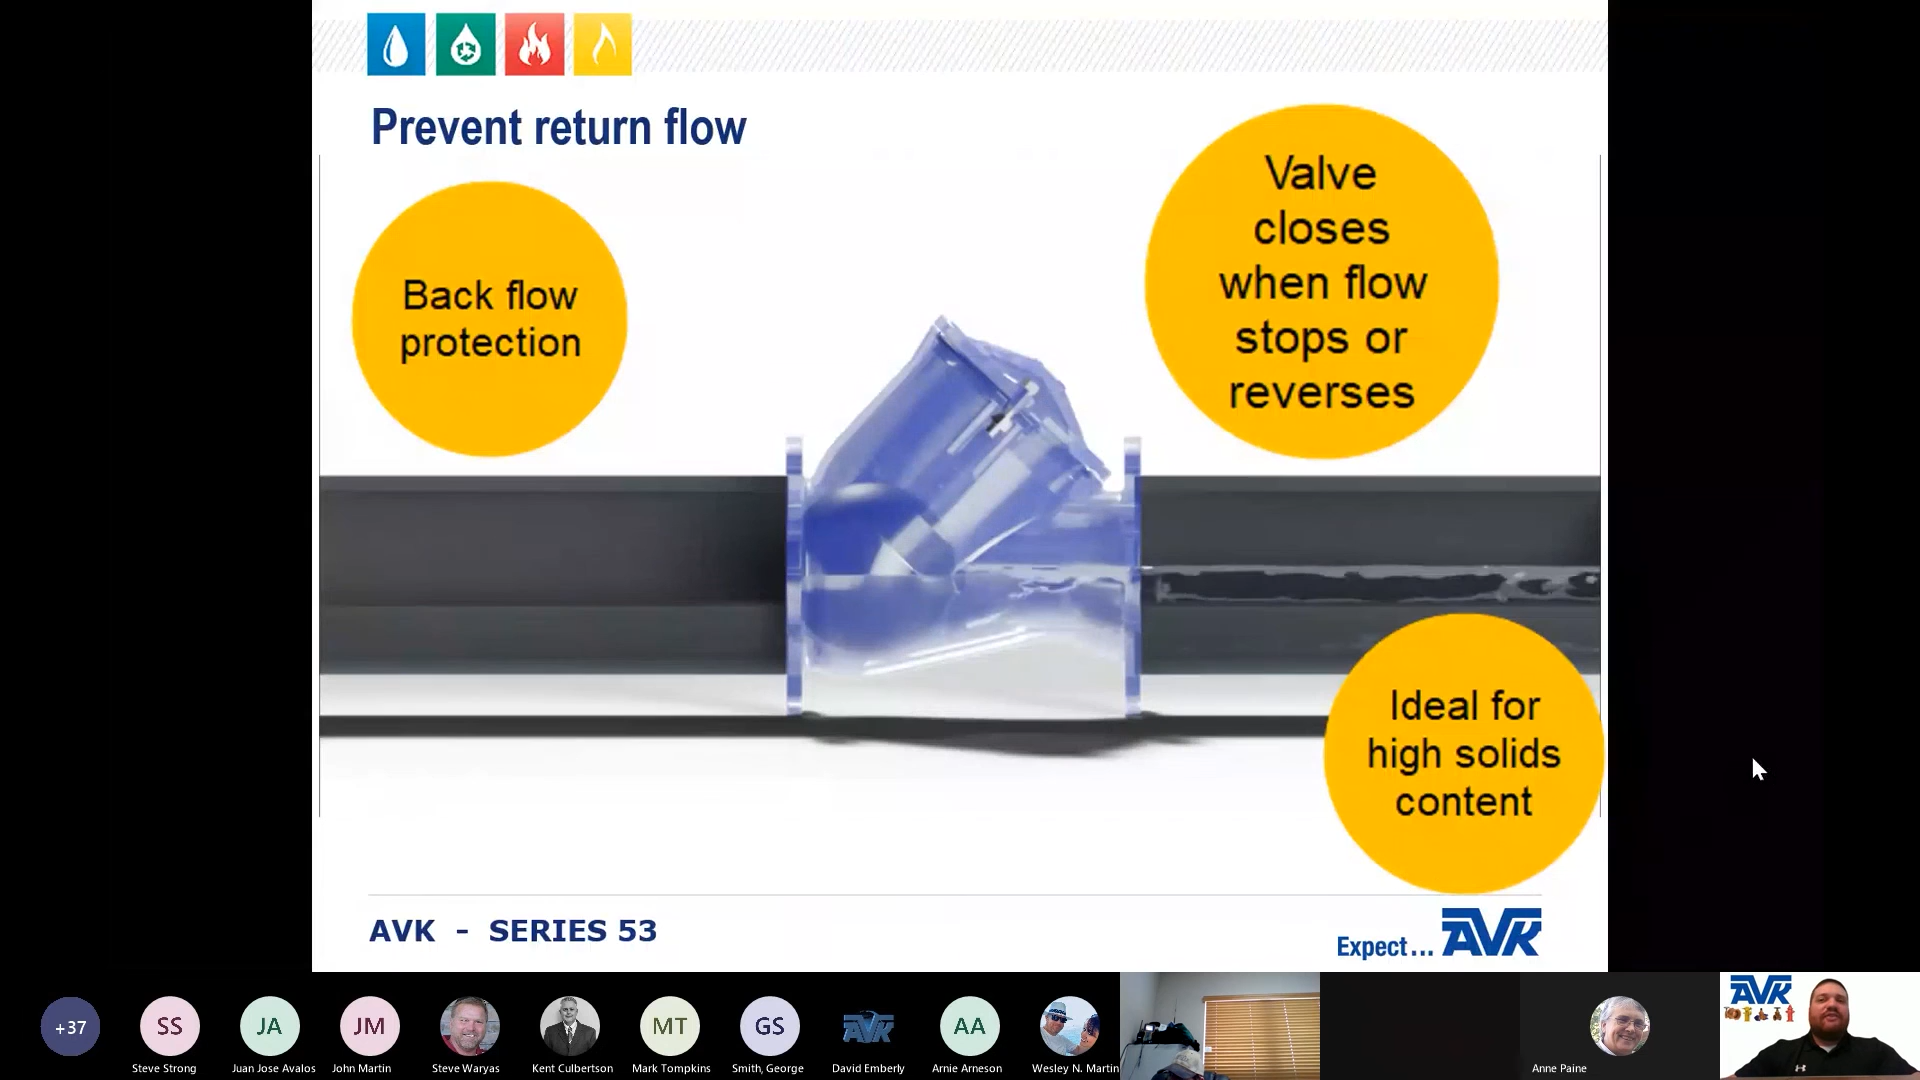 Prevent return flow
Back flow
protection
Valve
closes
when flow
stops or
reverses
Ideal for
high solids
content
AVK - SERIES 53
Expect... AVK
+37
SS
JA
JM
MT
GS
AVK
AA
AVK
Steve Strong
Juan Jose Avalos
John Martin
Steve Waryas
Kent Culbertson
Mark Tompkins
Smith, George
David Emberly
Arnie Arneson
Wesley N. Martin
Anne Paine